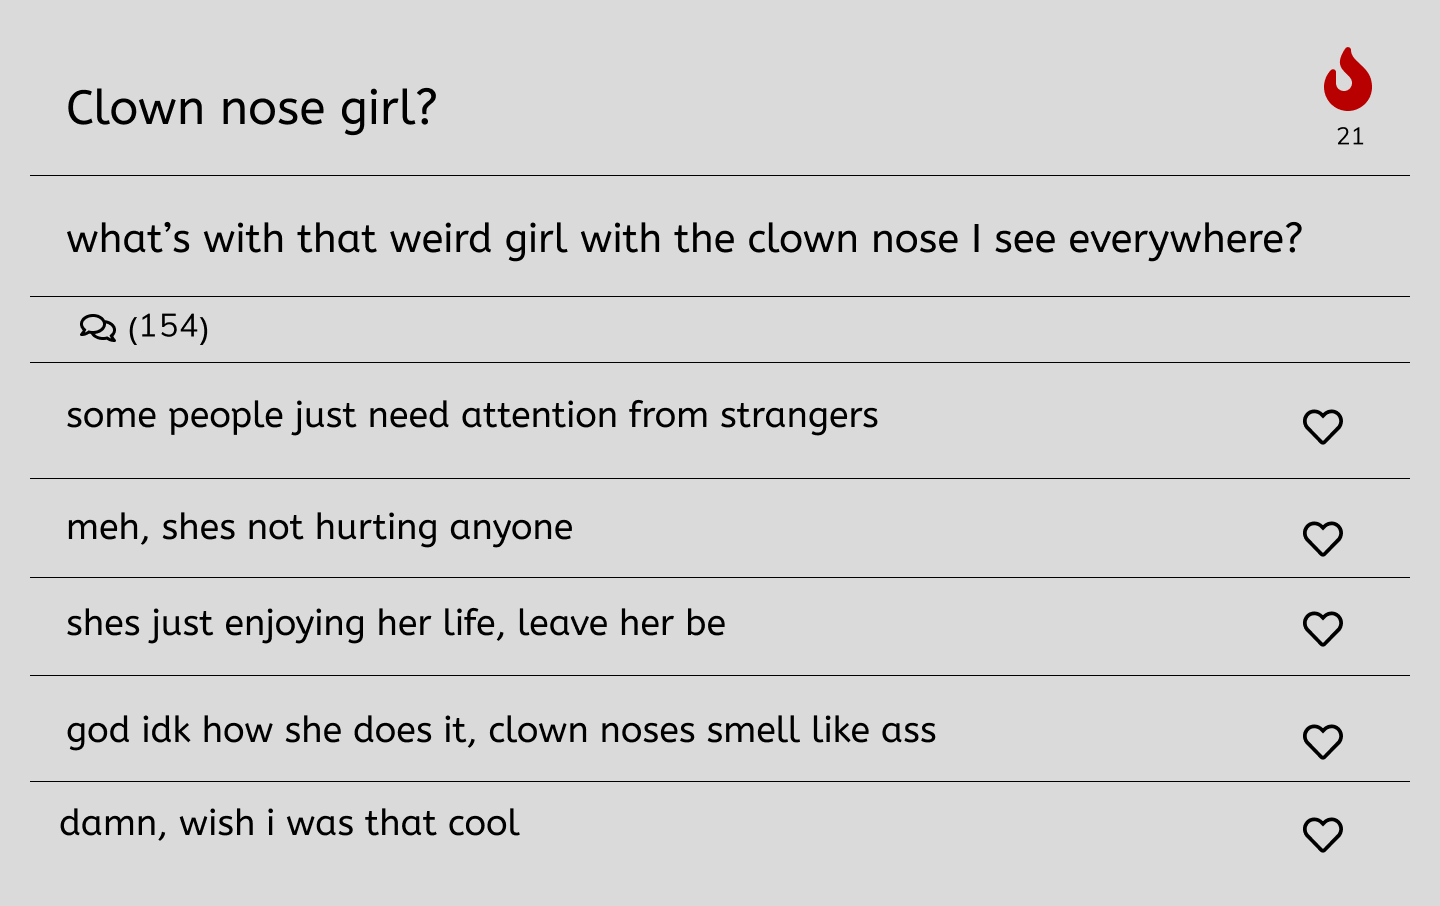 Clown nose girl?
21
what’s with that weird girl with the clown nose I see everywhere?
(154)
some people just need attention from strangers
meh, shes not hurting anyone
shes just enjoying her life, leave her be
god idk how she does it, clown noses smell like ass
damn, wish i was that cool